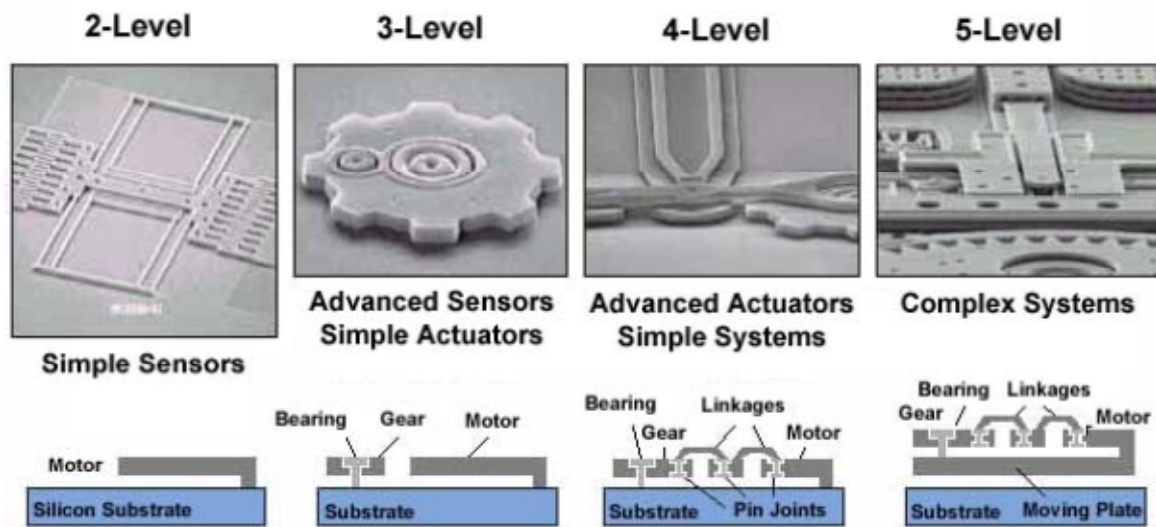 2-Level
3-Level
4-Level
5-Level
Simple Sensors
Advanced Sensors
Simple Actuators
Advanced Actuators
Simple Systems
Complex Systems
Motor
Silicon Substrate
Bearing
Gear
Motor
Substrate
Bearing
Linkages
Gear
Motor
Substrate
Pin Joints
Bearing
Linkages
Gear
Motor
Substrate
Moving Plate